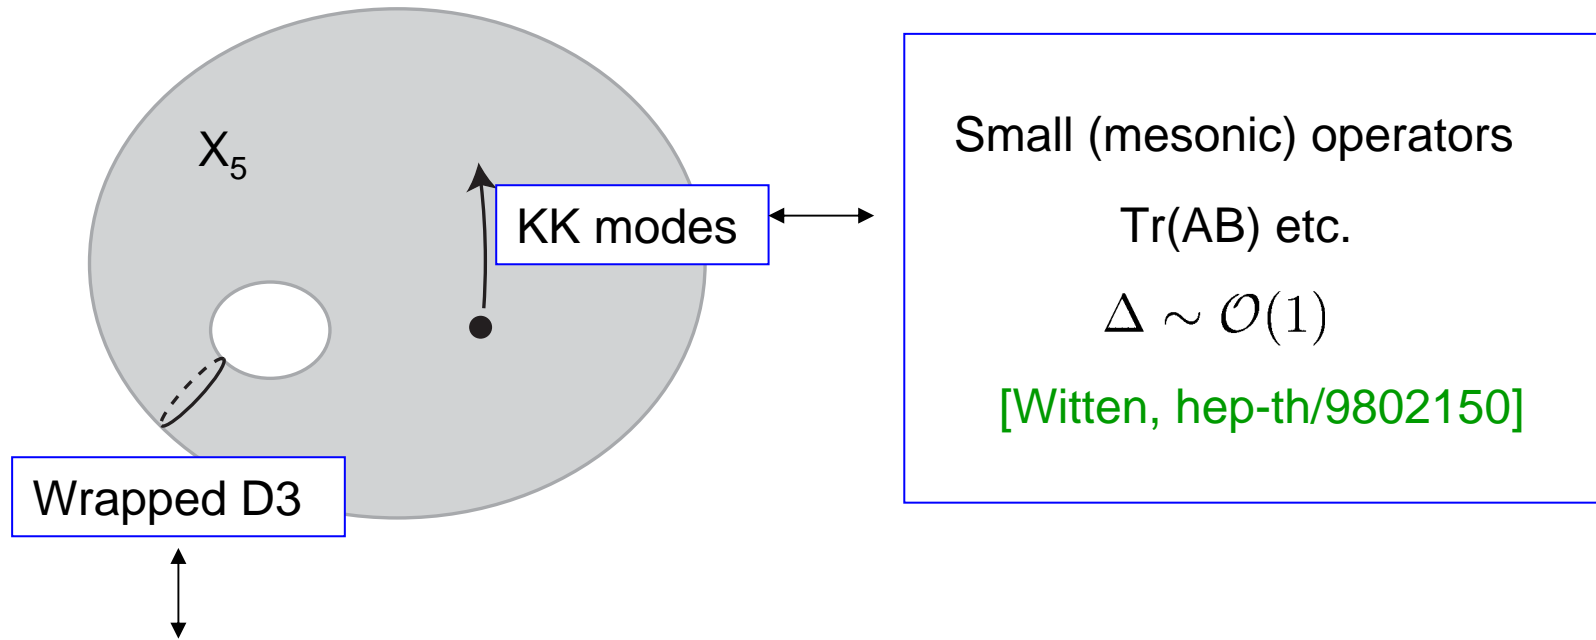 X₅
KK modes
Wrapped D3
Small (mesonic) operators
Tr(AB) etc.
Δ ∼ 𝒪(1)
[Witten, hep-th/9802150]